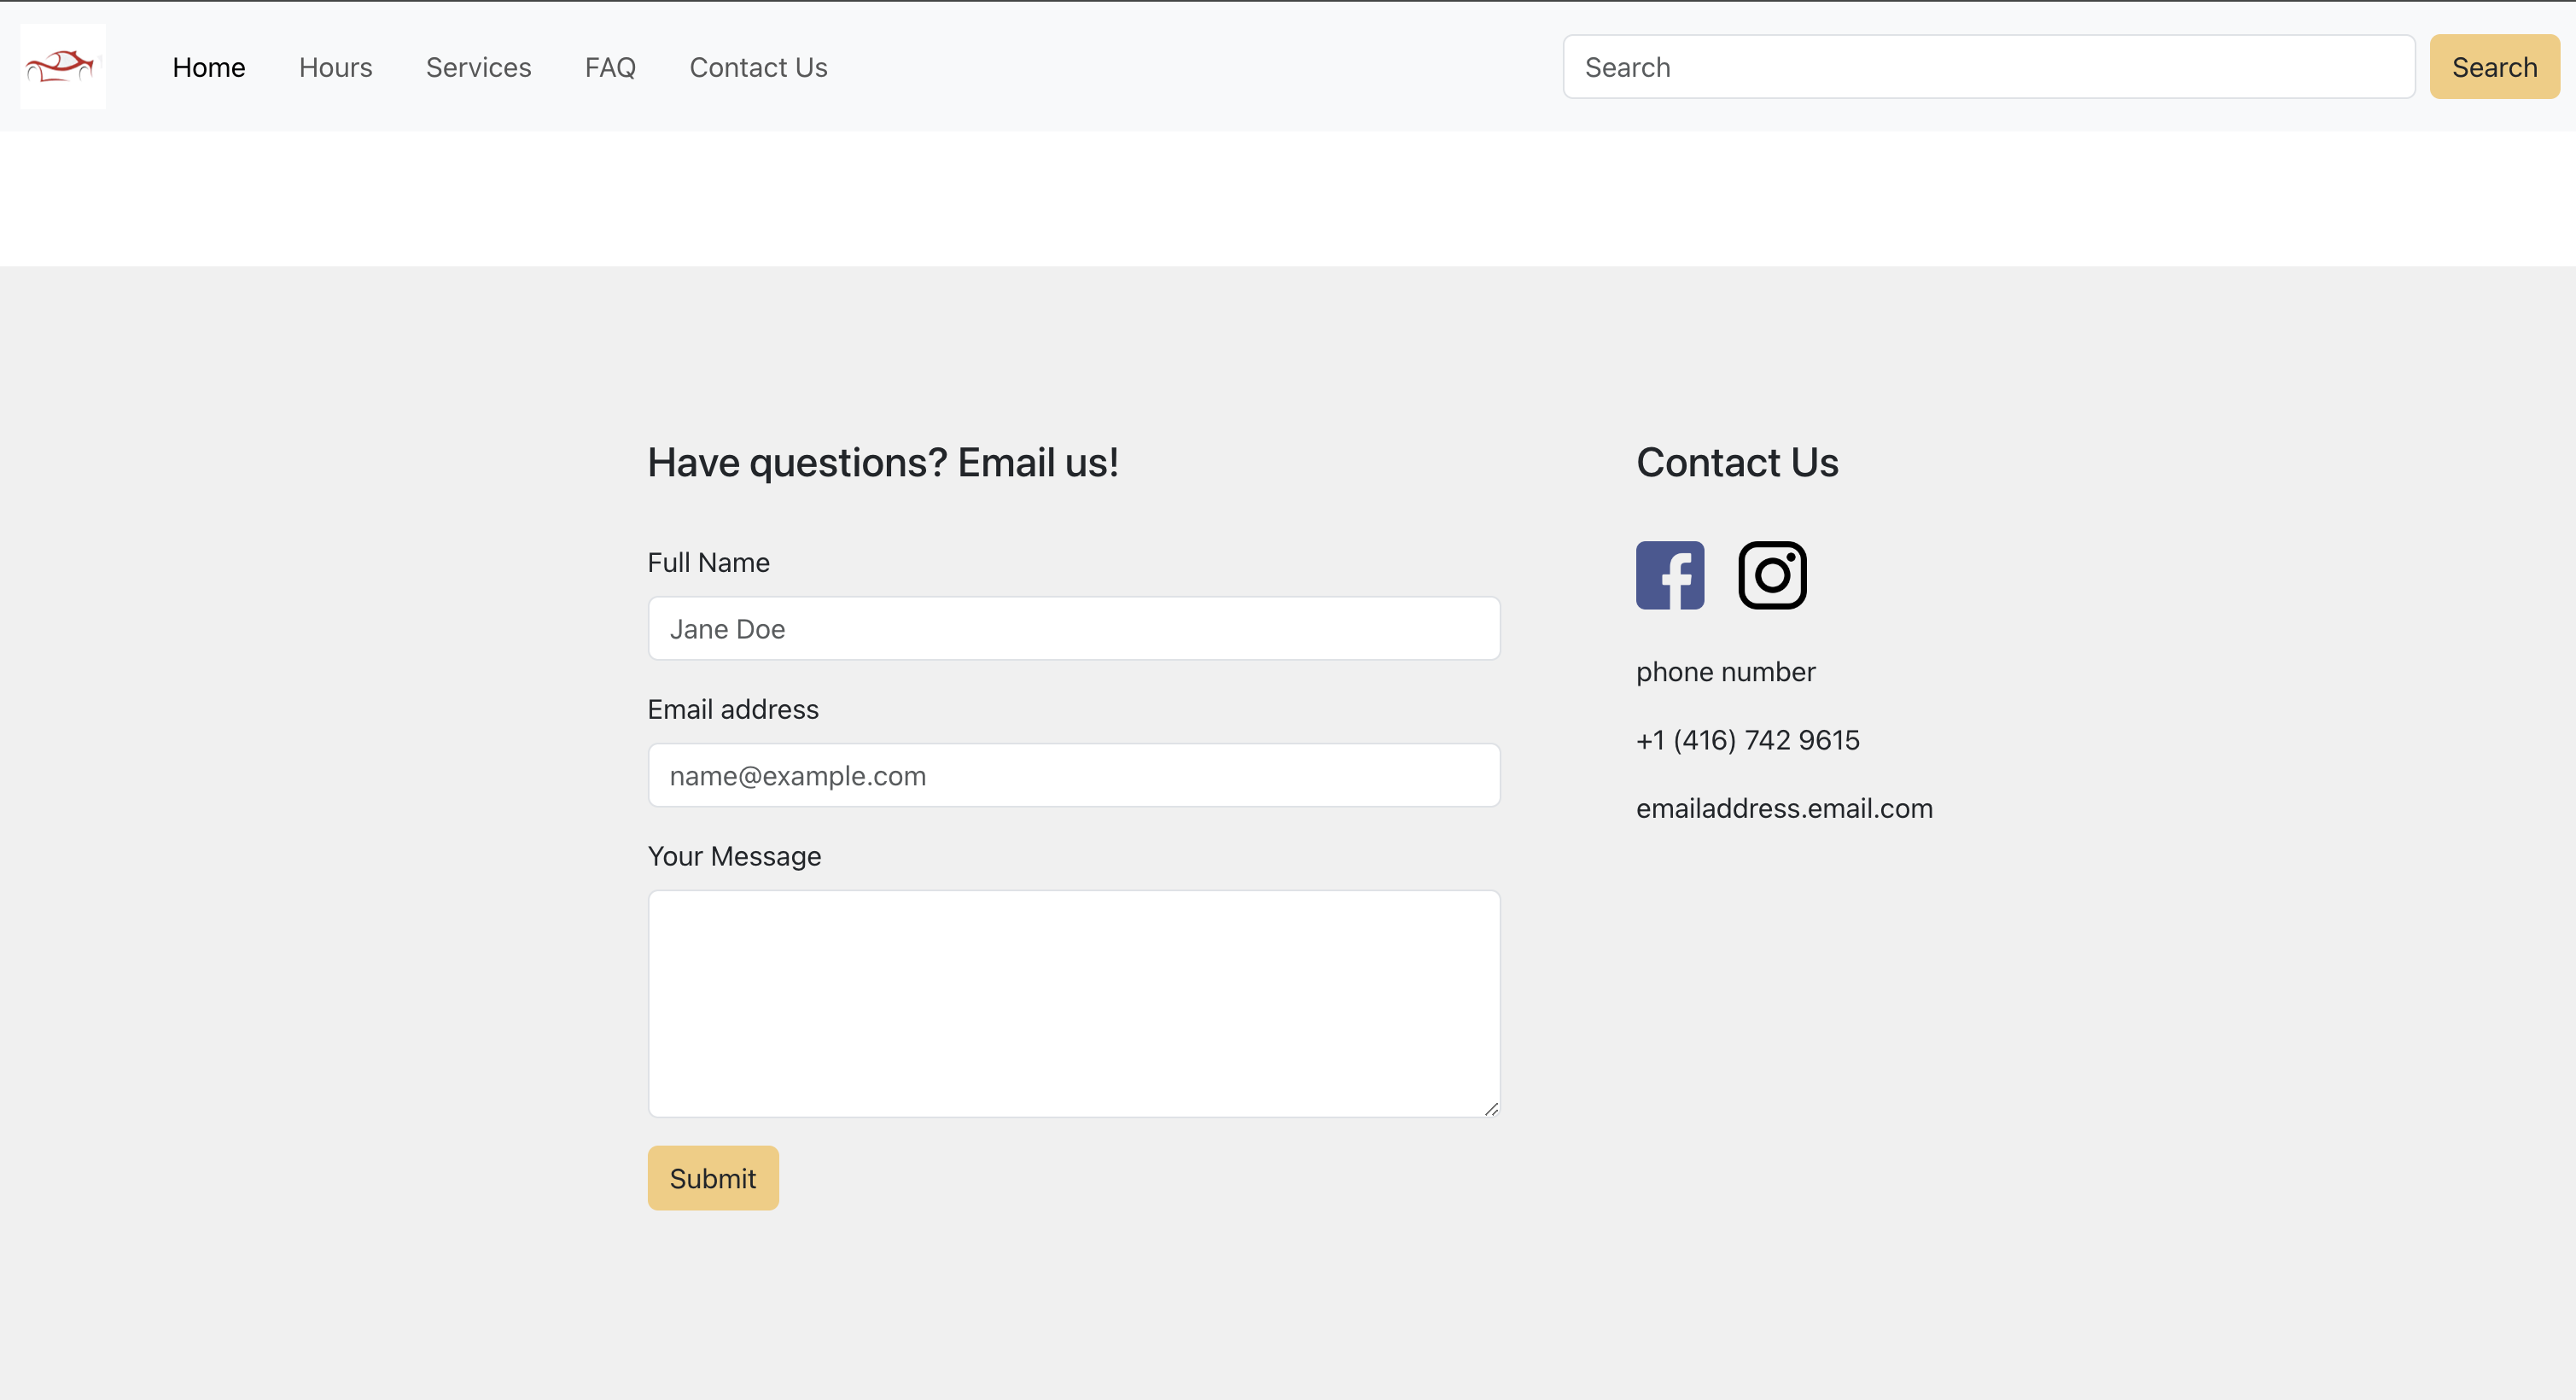 Home Hours Services FAQ Contact Us Search Search
Have questions? Email us!
Full Name
Jane Doe
Email address
name@example.com
Your Message
Submit
Contact Us
phone number
+1 (416) 742 9615
emailaddress.email.com